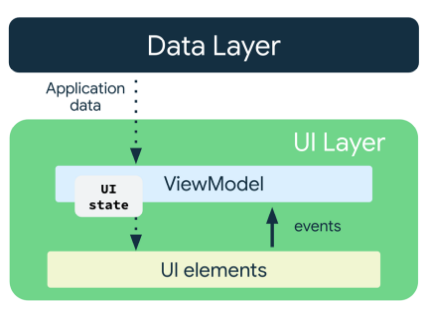 Data Layer
Application
data
UI Layer
ViewModel
UI
state
events
UI elements